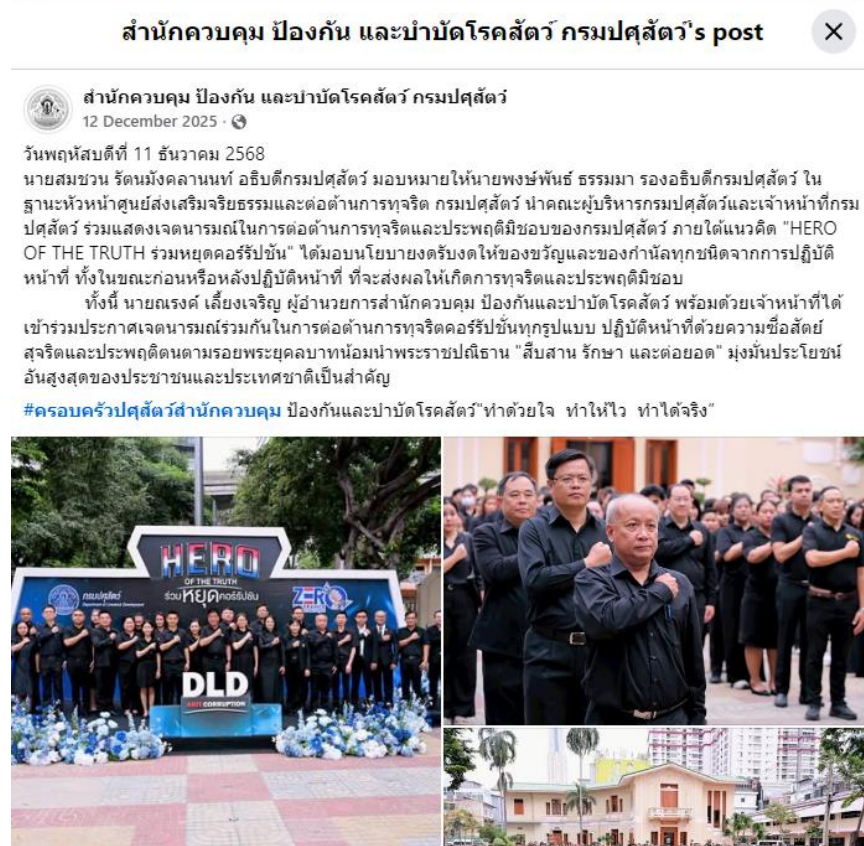 สำนักควบคุม ป้องกัน และบำบัดโรคสัตว์ กรมปศุสัตว์'s post
สำนักควบคุม ป้องกัน และบำบัดโรคสัตว์ กรมปศุสัตว์
12 December 2025 ·
วันพฤหัสบดีที่ 11 ธันวาคม 2568
นายสมชวน รัตนมังคลานนท์ อธิบดีกรมปศุสัตว์ มอบหมายให้นายพงษ์พันธ์ ธรรมมา รองอธิบดีกรมปศุสัตว์ ใน
ฐานะหัวหน้าศูนย์ส่งเสริมจริยธรรมและต่อต้านการทุจริต กรมปศุสัตว์ นำคณะผู้บริหารกรมปศุสัตว์และเจ้าหน้าที่กรม
ปศุสัตว์ ร่วมแสดงเจตนารมณ์ในการต่อต้านการทุจริตและประพฤติมิชอบของกรมปศุสัตว์ ภายใต้แนวคิด "HERO
OF THE TRUTH ร่วมหยุดคอร์รัปชัน" ได้มอบนโยบายงดรับงดให้ของขวัญและของกำนัลทุกชนิดจากการปฏิบัติ
หน้าที่ ทั้งในขณะก่อนหรือหลังปฏิบัติหน้าที่ ที่จะส่งผลให้เกิดการทุจริตและประพฤติมิชอบ
ทั้งนี้ นายณรงค์ เลี้ยงเจริญ ผู้อำนวยการสำนักควบคุม ป้องกันและบำบัดโรคสัตว์ พร้อมด้วยเจ้าหน้าที่ได้
เข้าร่วมประกาศเจตนารมณ์ร่วมกันในการต่อต้านการทุจริตคอร์รัปชั่นทุกรูปแบบ ปฏิบัติหน้าที่ด้วยความซื่อสัตย์
สุจริตและประพฤติตนตามรอยพระยุคลบาทน้อมนำพระราชปณิธาน "สืบสาน รักษา และต่อยอด" มุ่งมั่นประโยชน์
อันสูงสุดของประชาชนและประเทศชาติเป็นสำคัญ
#ครอบครัวปศุสัตว์สำนักควบคุม ป้องกันและบำบัดโรคสัตว์"ทำด้วยใจ ทำให้ไว ทำได้จริง"
HERO
OF THE TRUTH
ร่วมหยุดคอร์รัปชัน
กรมปศุสัตว์
Department of Livestock Development
ZERO
DLD
ANTI CORRUPTION